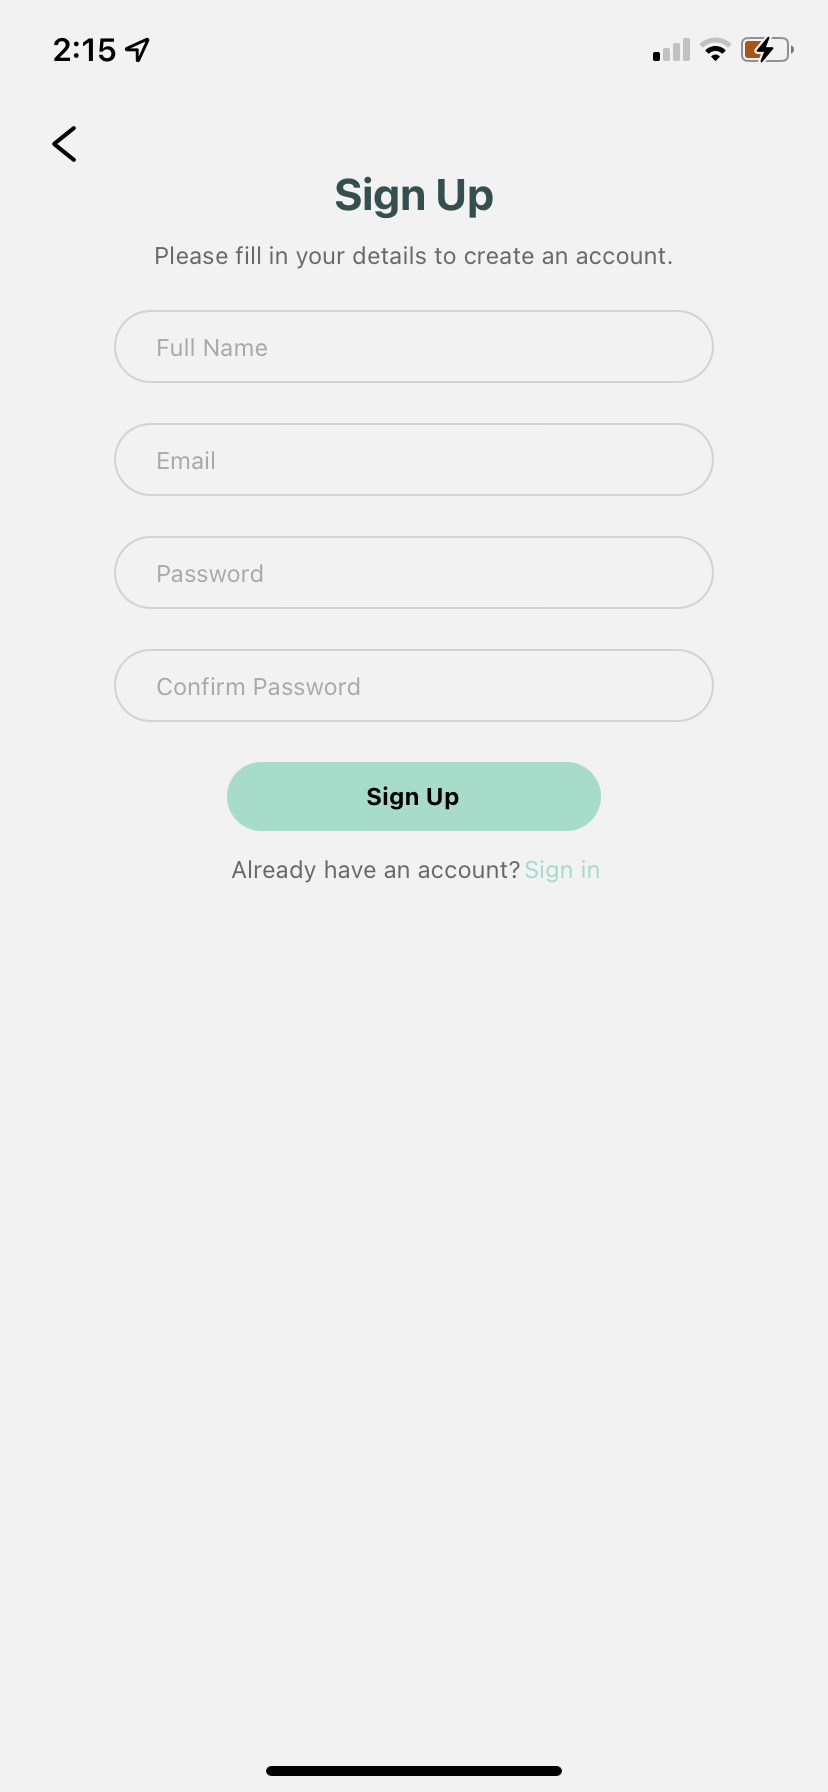 2:15
Sign Up
Please fill in your details to create an account.
Full Name
Email
Password
Confirm Password
Sign Up
Already have an account? Sign in